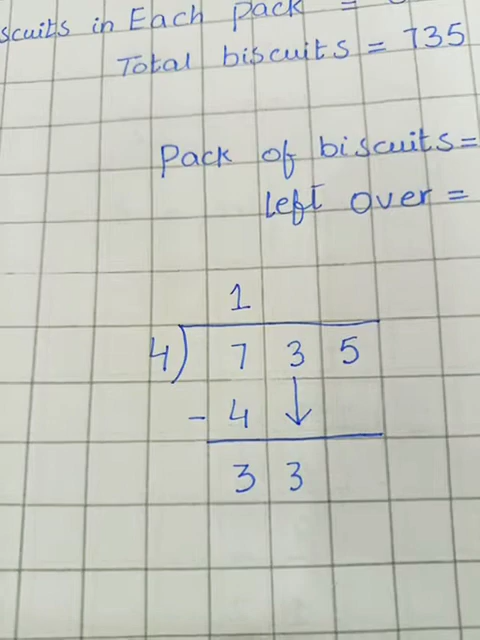 scuits in Each pack =
Total biscuits = 735
Pack of biscuits =
left over =
1
4) 7 3 5
- 4 ↓
3 3